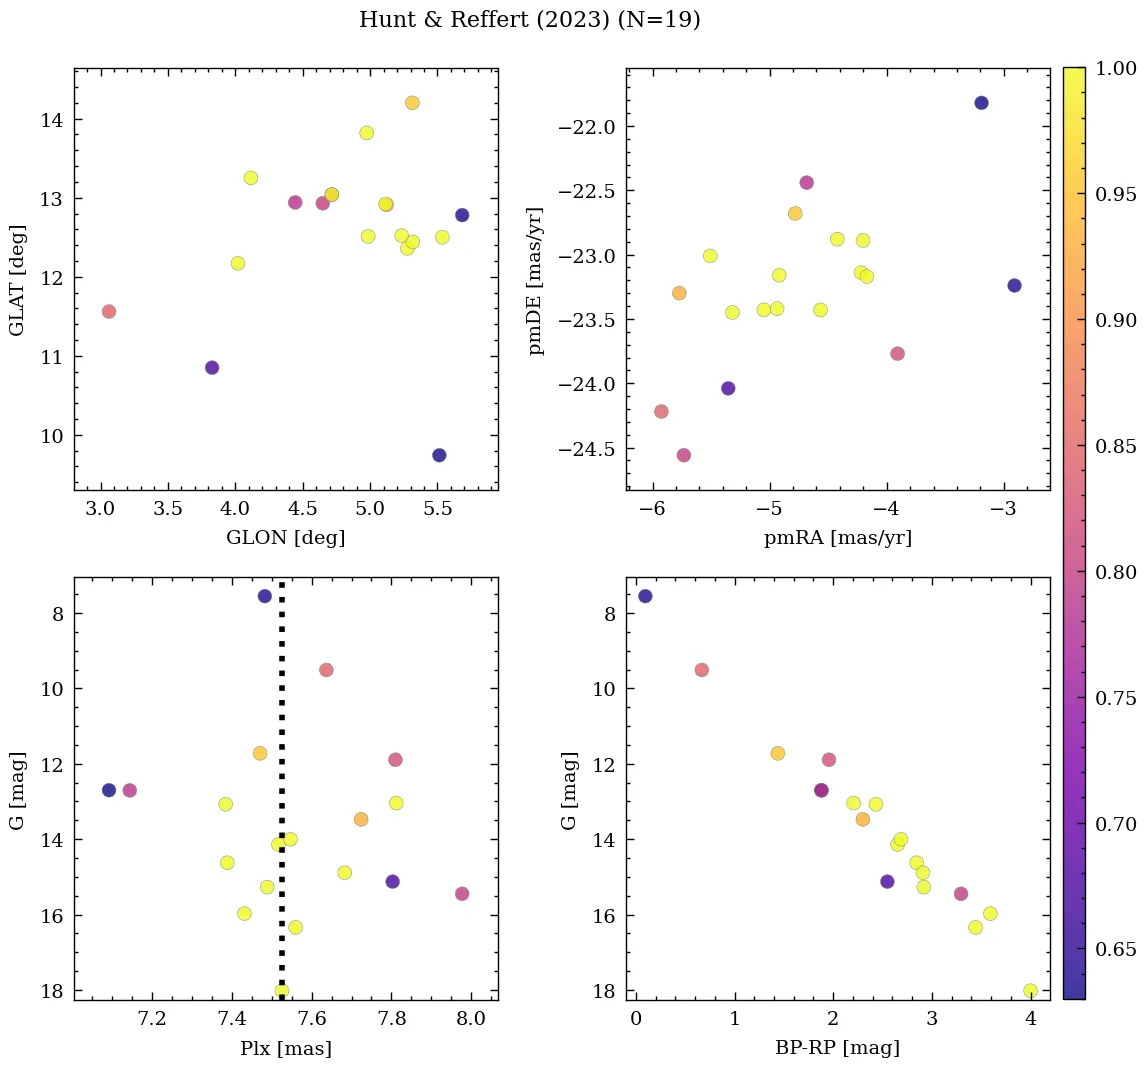 Hunt & Reffert (2023) (N=19)
14
13
12
11
10
GLAT [deg]
3.0 3.5 4.0 4.5 5.0 5.5
GLON [deg]
−22.0
−22.5
−23.0
−23.5
−24.0
−24.5
pmDE [mas/yr]
−6 −5 −4 −3
pmRA [mas/yr]
8
10
12
14
16
18
G [mag]
7.2 7.4 7.6 7.8 8.0
Plx [mas]
8
10
12
14
16
18
G [mag]
0 1 2 3 4
BP-RP [mag]
1.00
0.95
0.90
0.85
0.80
0.75
0.70
0.65